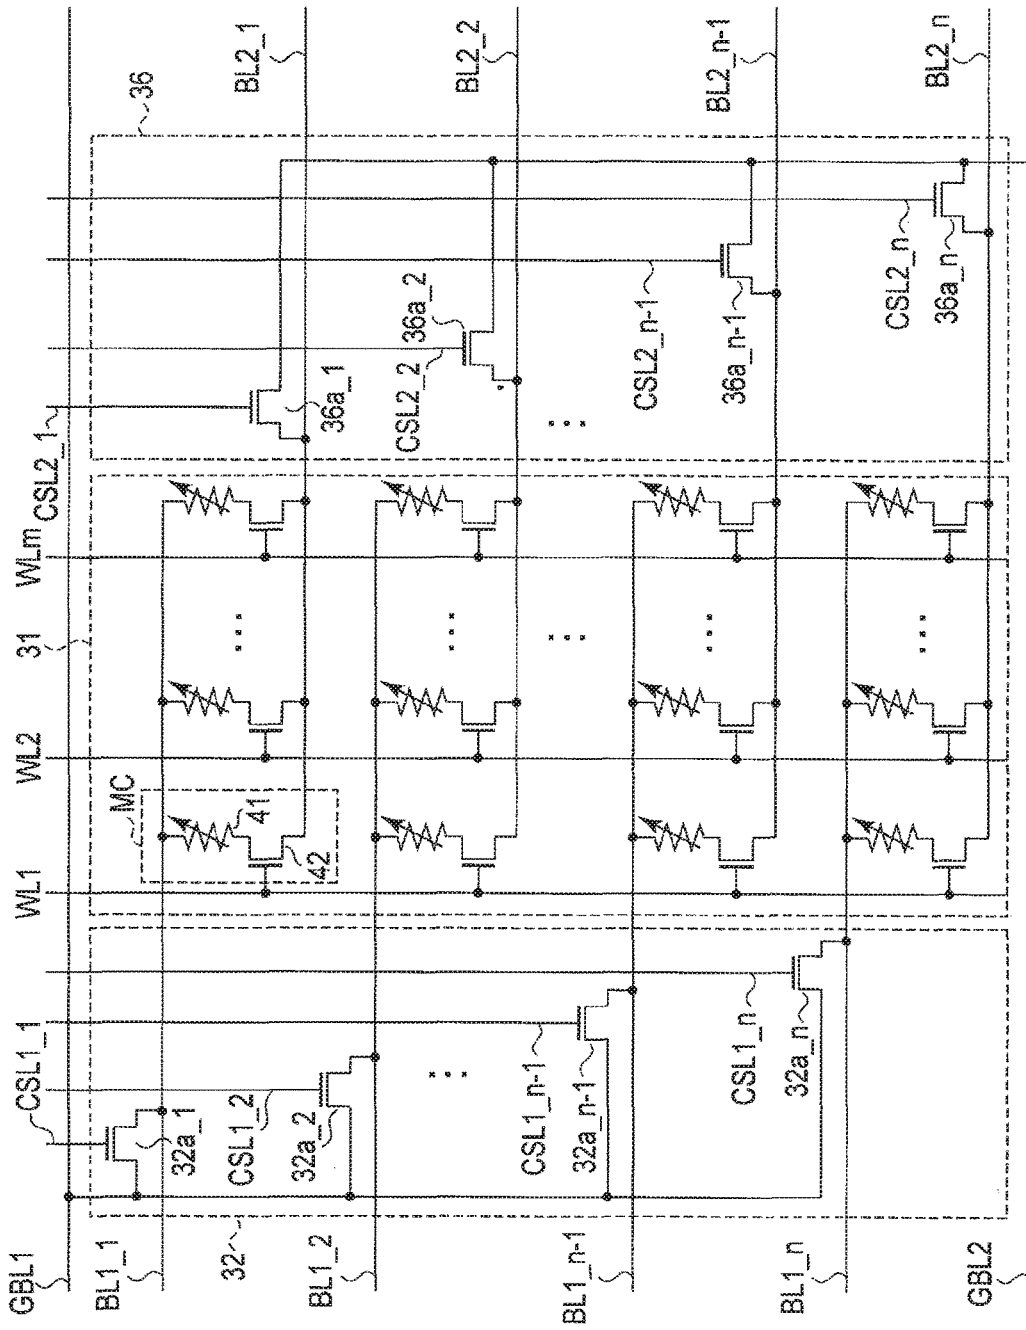 GBL1
BL1_1
BL1_2
BL1_n-1
BL1_n
GBL2
32
CSL1_1
32a_1
CSL1_2
32a_2
CSL1_n-1
32a_n-1
CSL1_n
32a_n
WL1
MC
41
42
WL2
31
WLm
CSL2_1
36a_1
CSL2_2
36a_2
CSL2_n-1
36a_n-1
CSL2_n
36a_n
36
BL2_1
BL2_2
BL2_n-1
BL2_n